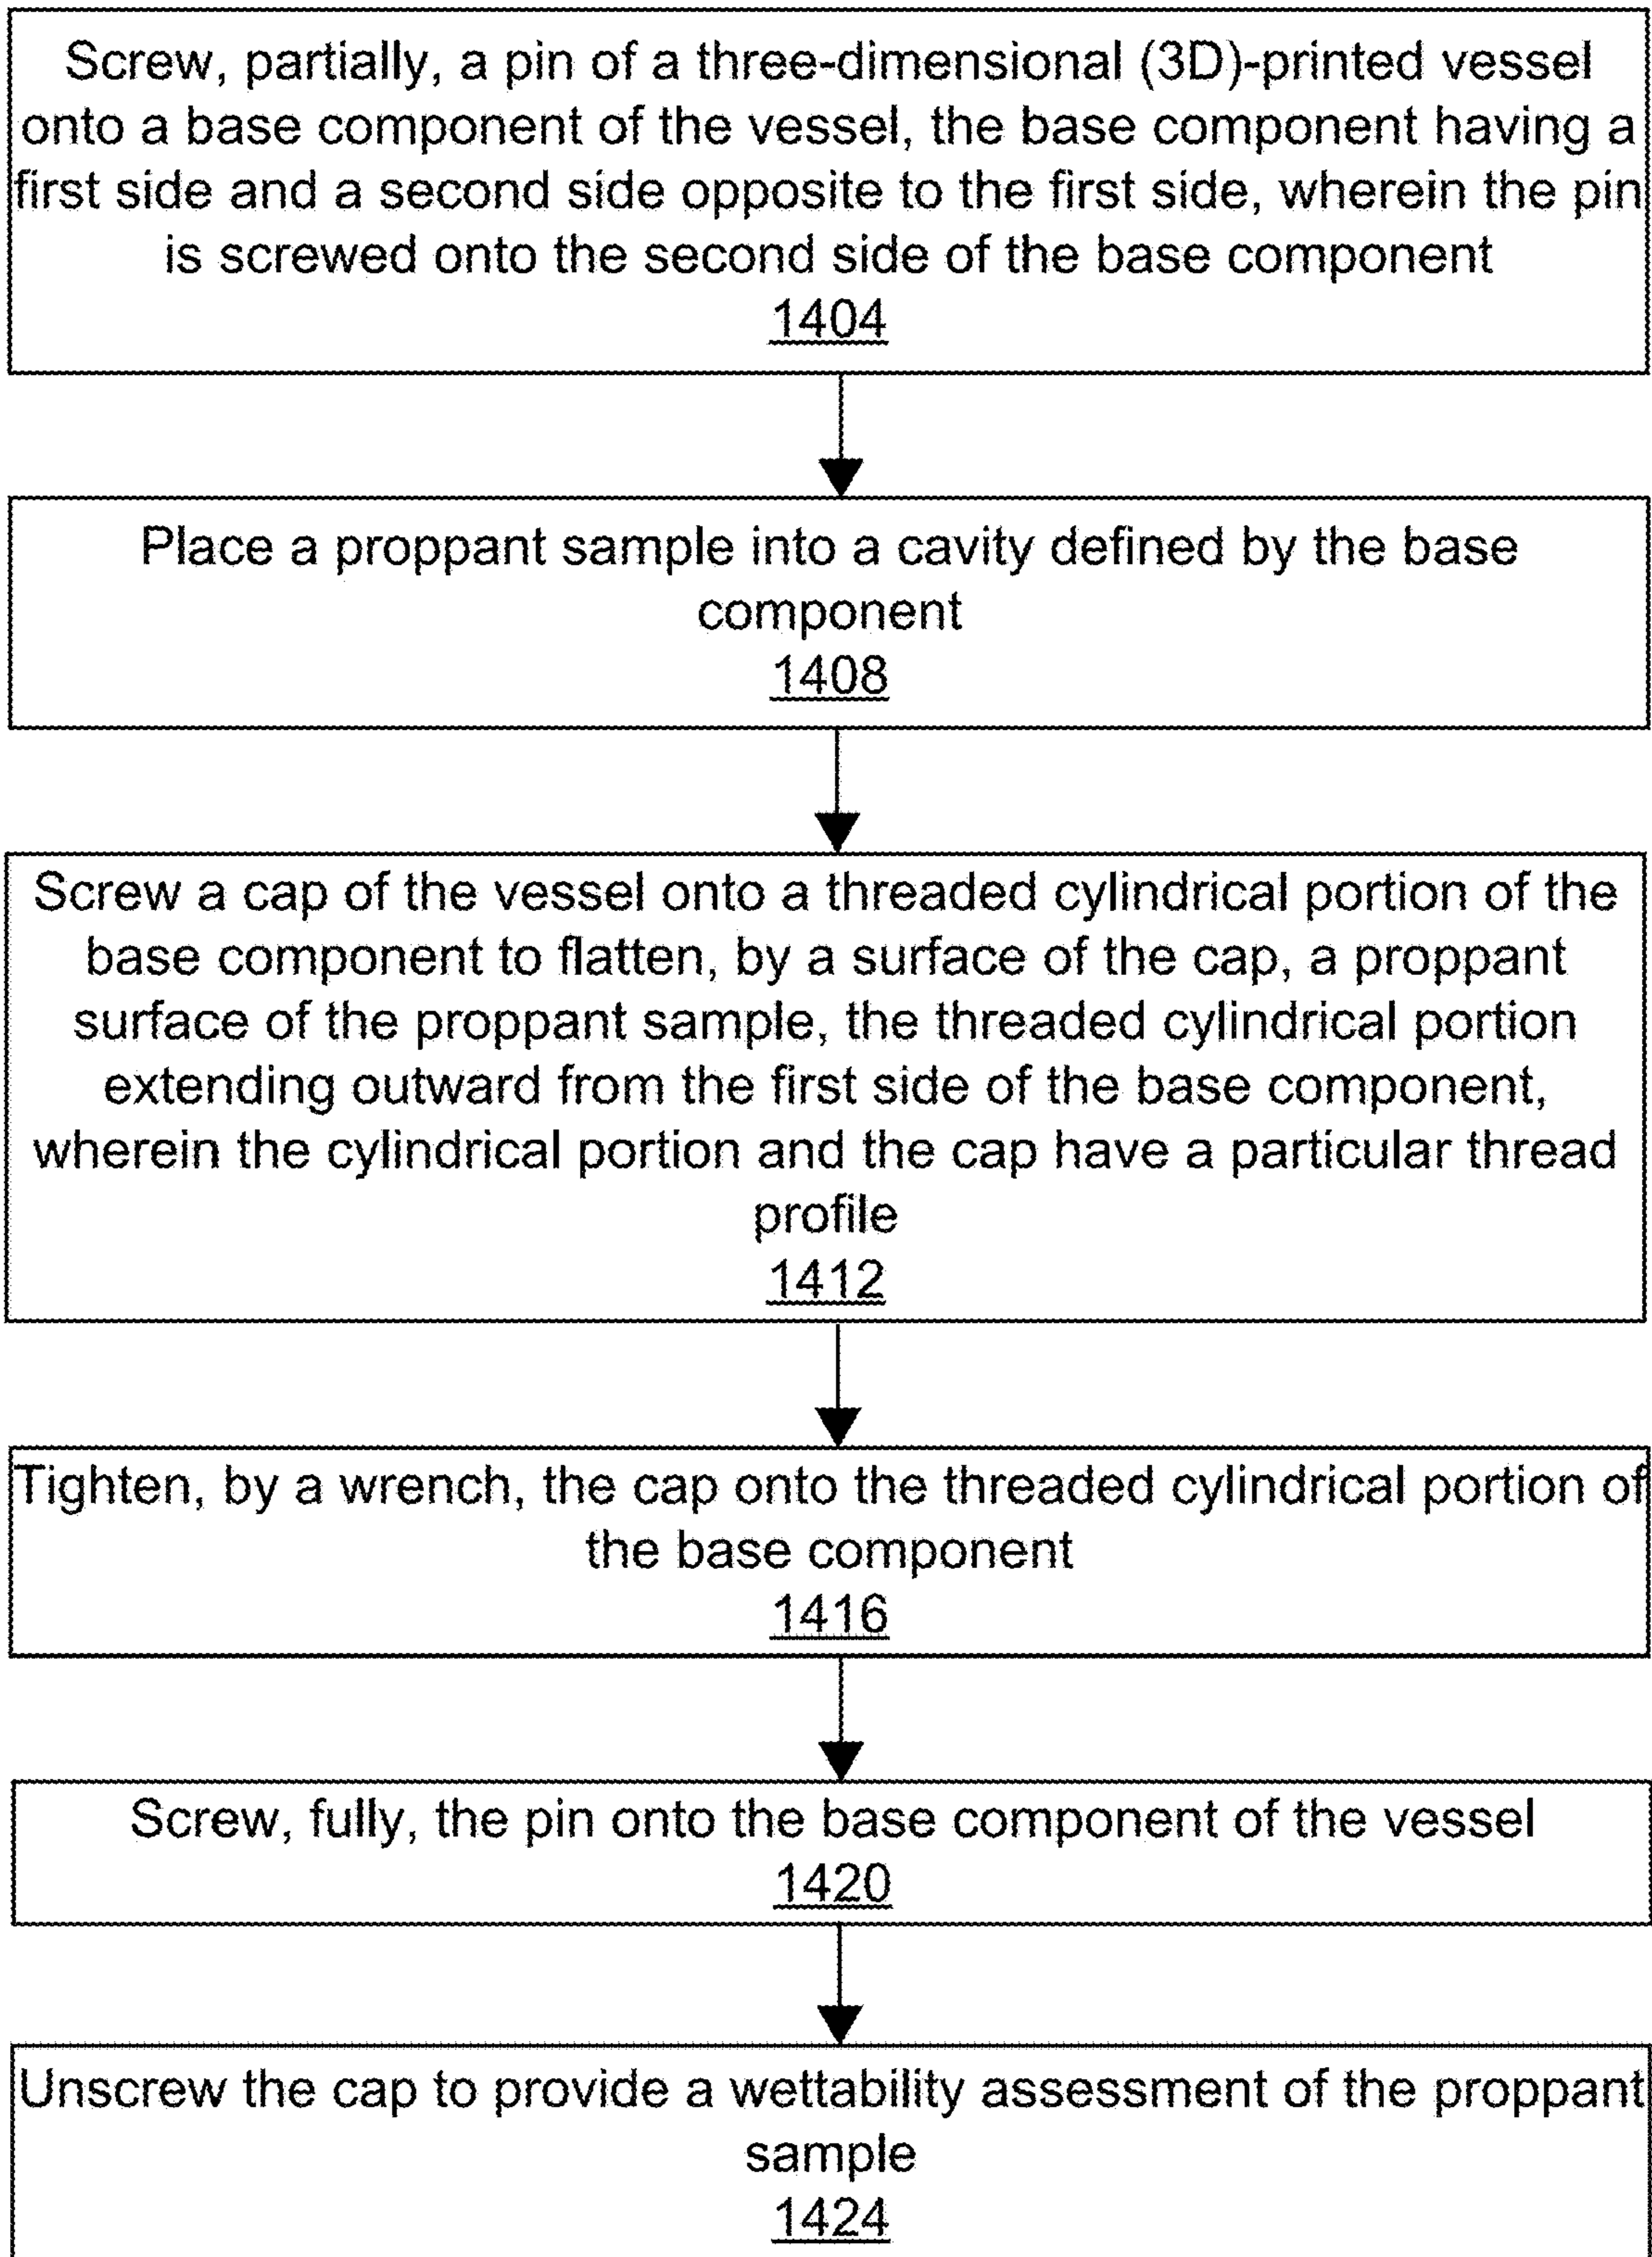 Screw, partially, a pin of a three-dimensional (3D)-printed vessel
onto a base component of the vessel, the base component having a
first side and a second side opposite to the first side, wherein the pin
is screwed onto the second side of the base component
1404
Place a proppant sample into a cavity defined by the base
component
1408
Screw a cap of the vessel onto a threaded cylindrical portion of the
base component to flatten, by a surface of the cap, a proppant
surface of the proppant sample, the threaded cylindrical portion
extending outward from the first side of the base component,
wherein the cylindrical portion and the cap have a particular thread
profile
1412
Tighten, by a wrench, the cap onto the threaded cylindrical portion of
the base component
1416
Screw, fully, the pin onto the base component of the vessel
1420
Unscrew the cap to provide a wettability assessment of the proppant
sample
1424